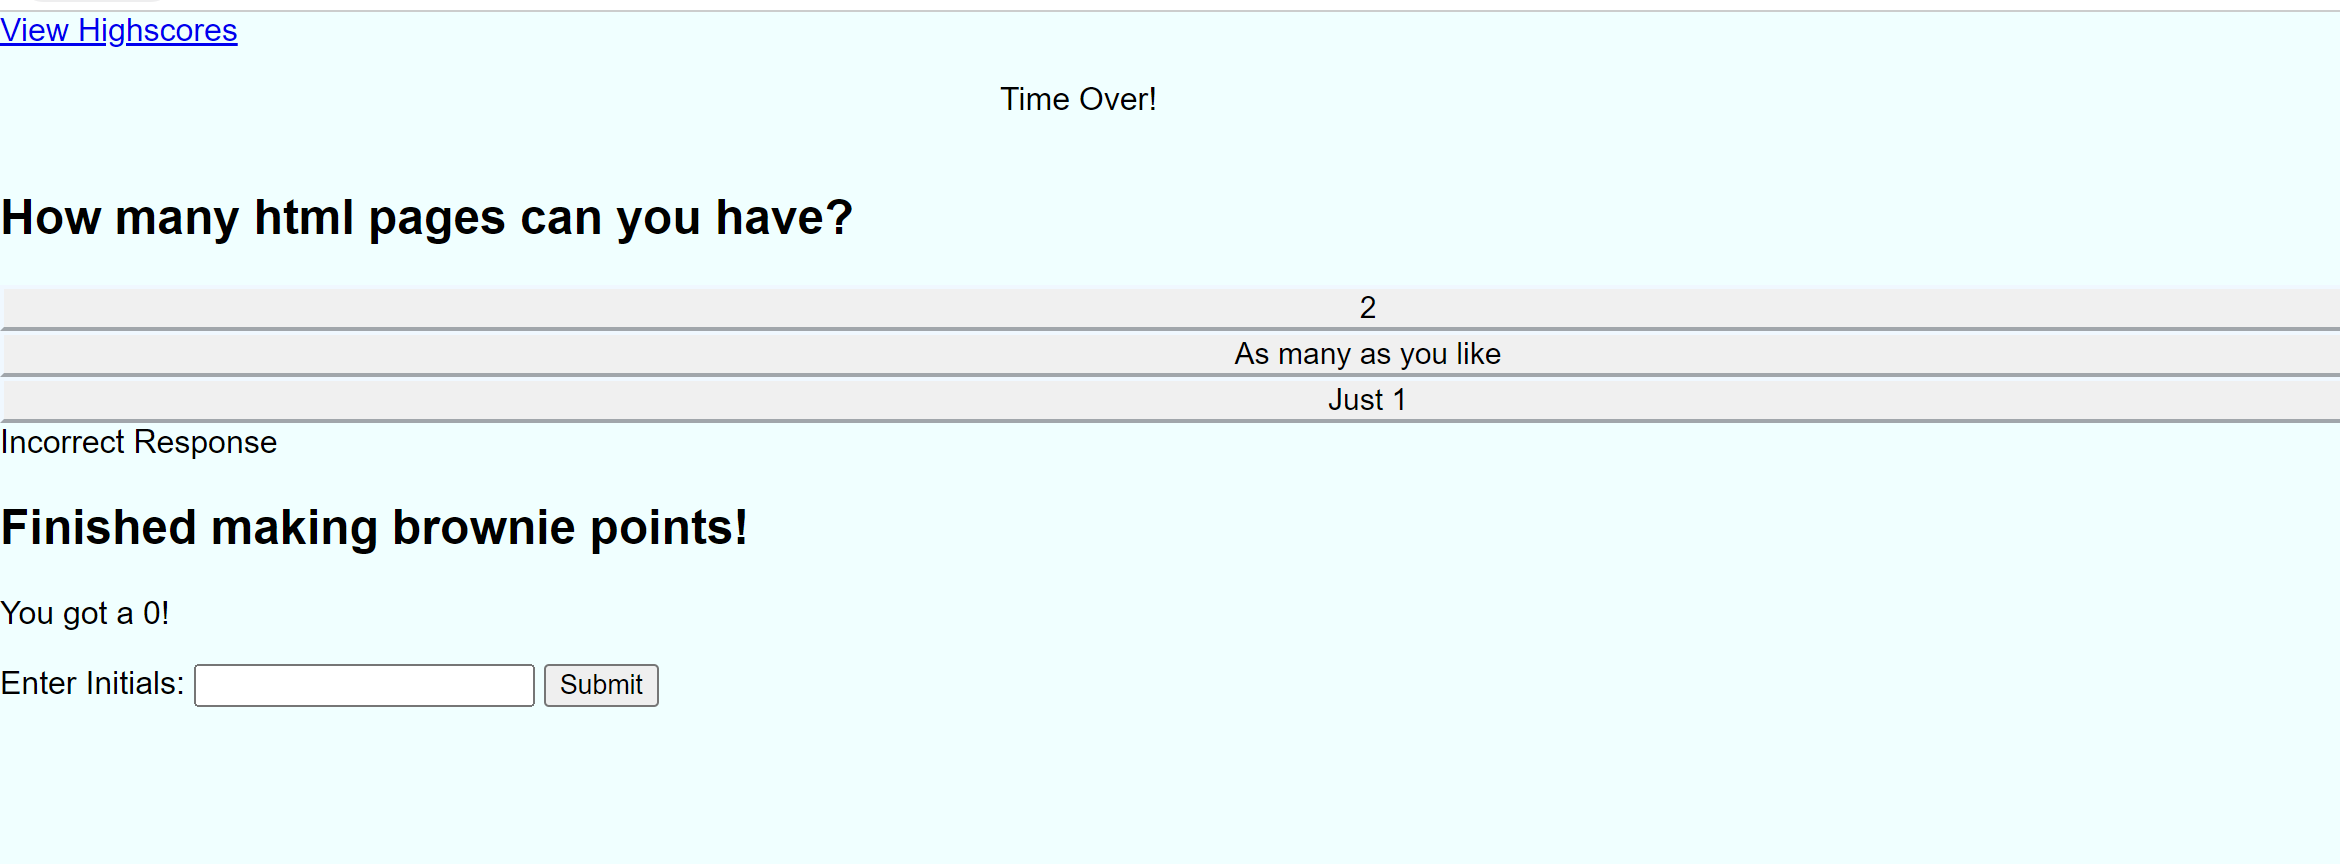 View Highscores
Time Over!
How many html pages can you have?
2
As many as you like
Just 1
Incorrect Response
Finished making brownie points!
You got a 0!
Enter Initials: Submit